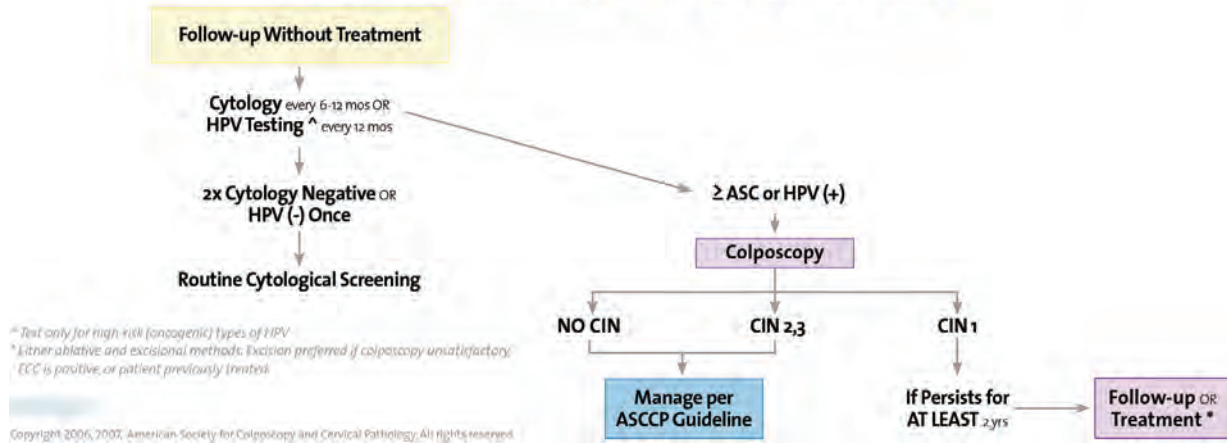 Follow-up Without Treatment
Cytology every 6-12 mos OR
HPV Testing ^ every 12 mos
2x Cytology Negative OR
HPV (-) Once
Routine Cytological Screening
≥ ASC or HPV (+)
Colposcopy
NO CIN
CIN 2,3
CIN 1
Manage per
ASCCP Guideline
If Persists for
AT LEAST 2 yrs
Follow-up OR
Treatment *
^ Test only for high-risk (oncogenic) types of HPV
* Either ablative and excisional methods. Excision preferred if colposcopy unsatisfactory,
ECC is positive, or patient previously treated.
Copyright 2006, 2007, American Society for Colposcopy and Cervical Pathology. All rights reserved.